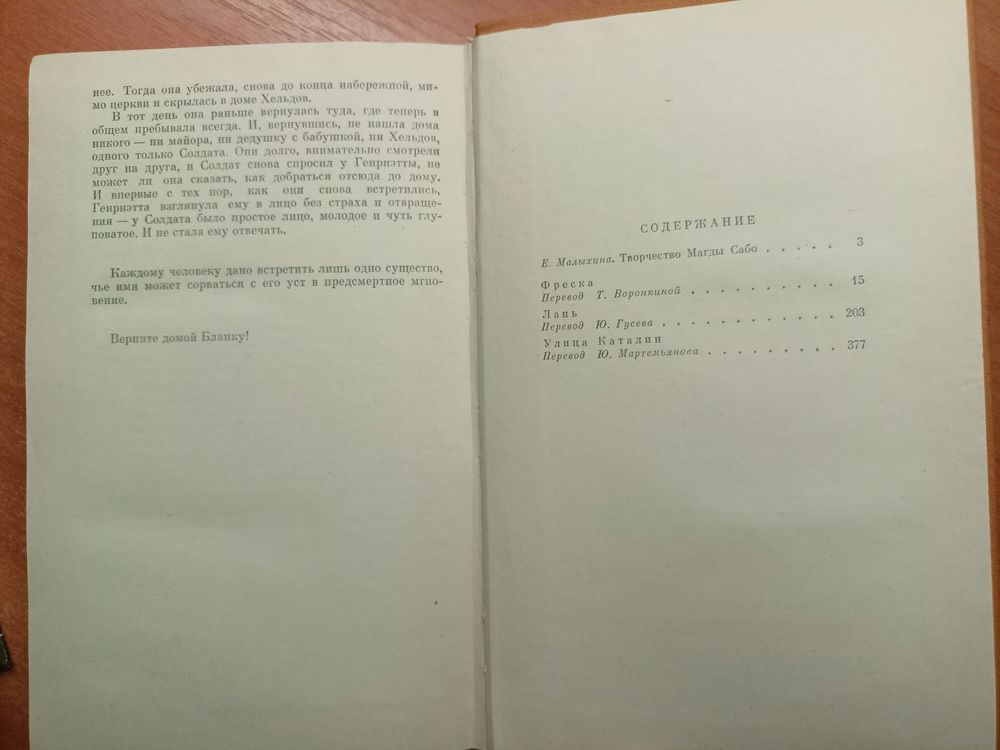 нее. Тогда она убежала, снова до конца набережной, ми-
мо церкви и скрылась в доме Хельдов.
В тот день она раньше вернулась туда, где теперь в
общем пребывала всегда. И, вернувшись, не нашла дома
никого — ни майора, ни дедушку с бабушкой, ни Хельдов,
одного только Солдата. Они долго, внимательно смотрели
друг на друга, и Солдат снова спросил у Генриэтты, не
может ли она сказать, как добраться отсюда до дому.
И впервые с тех пор, как они снова встретились,
Генриэтта взглянула ему в лицо без страха и отвраще-
ния — у Солдата было простое лицо, молодое и чуть глу-
поватое. И не стала ему отвечать.
Каждому человеку дано встретить лишь одно существо,
чье имя может сорваться с его уст в предсмертное мгно-
вение.
Верните домой Бланку!
СОДЕРЖАНИЕ
Е. Малыхина. Творчество Магды Сабо . . . . . 3
Фреска
Перевод Т. Воронкиной . . . . . . . . . . 15
Лань
Перевод Ю. Гусева . . . . . . . . . . . . 203
Улица Каталин
Перевод Ю. Мартемьянова . . . . . . . . . 377